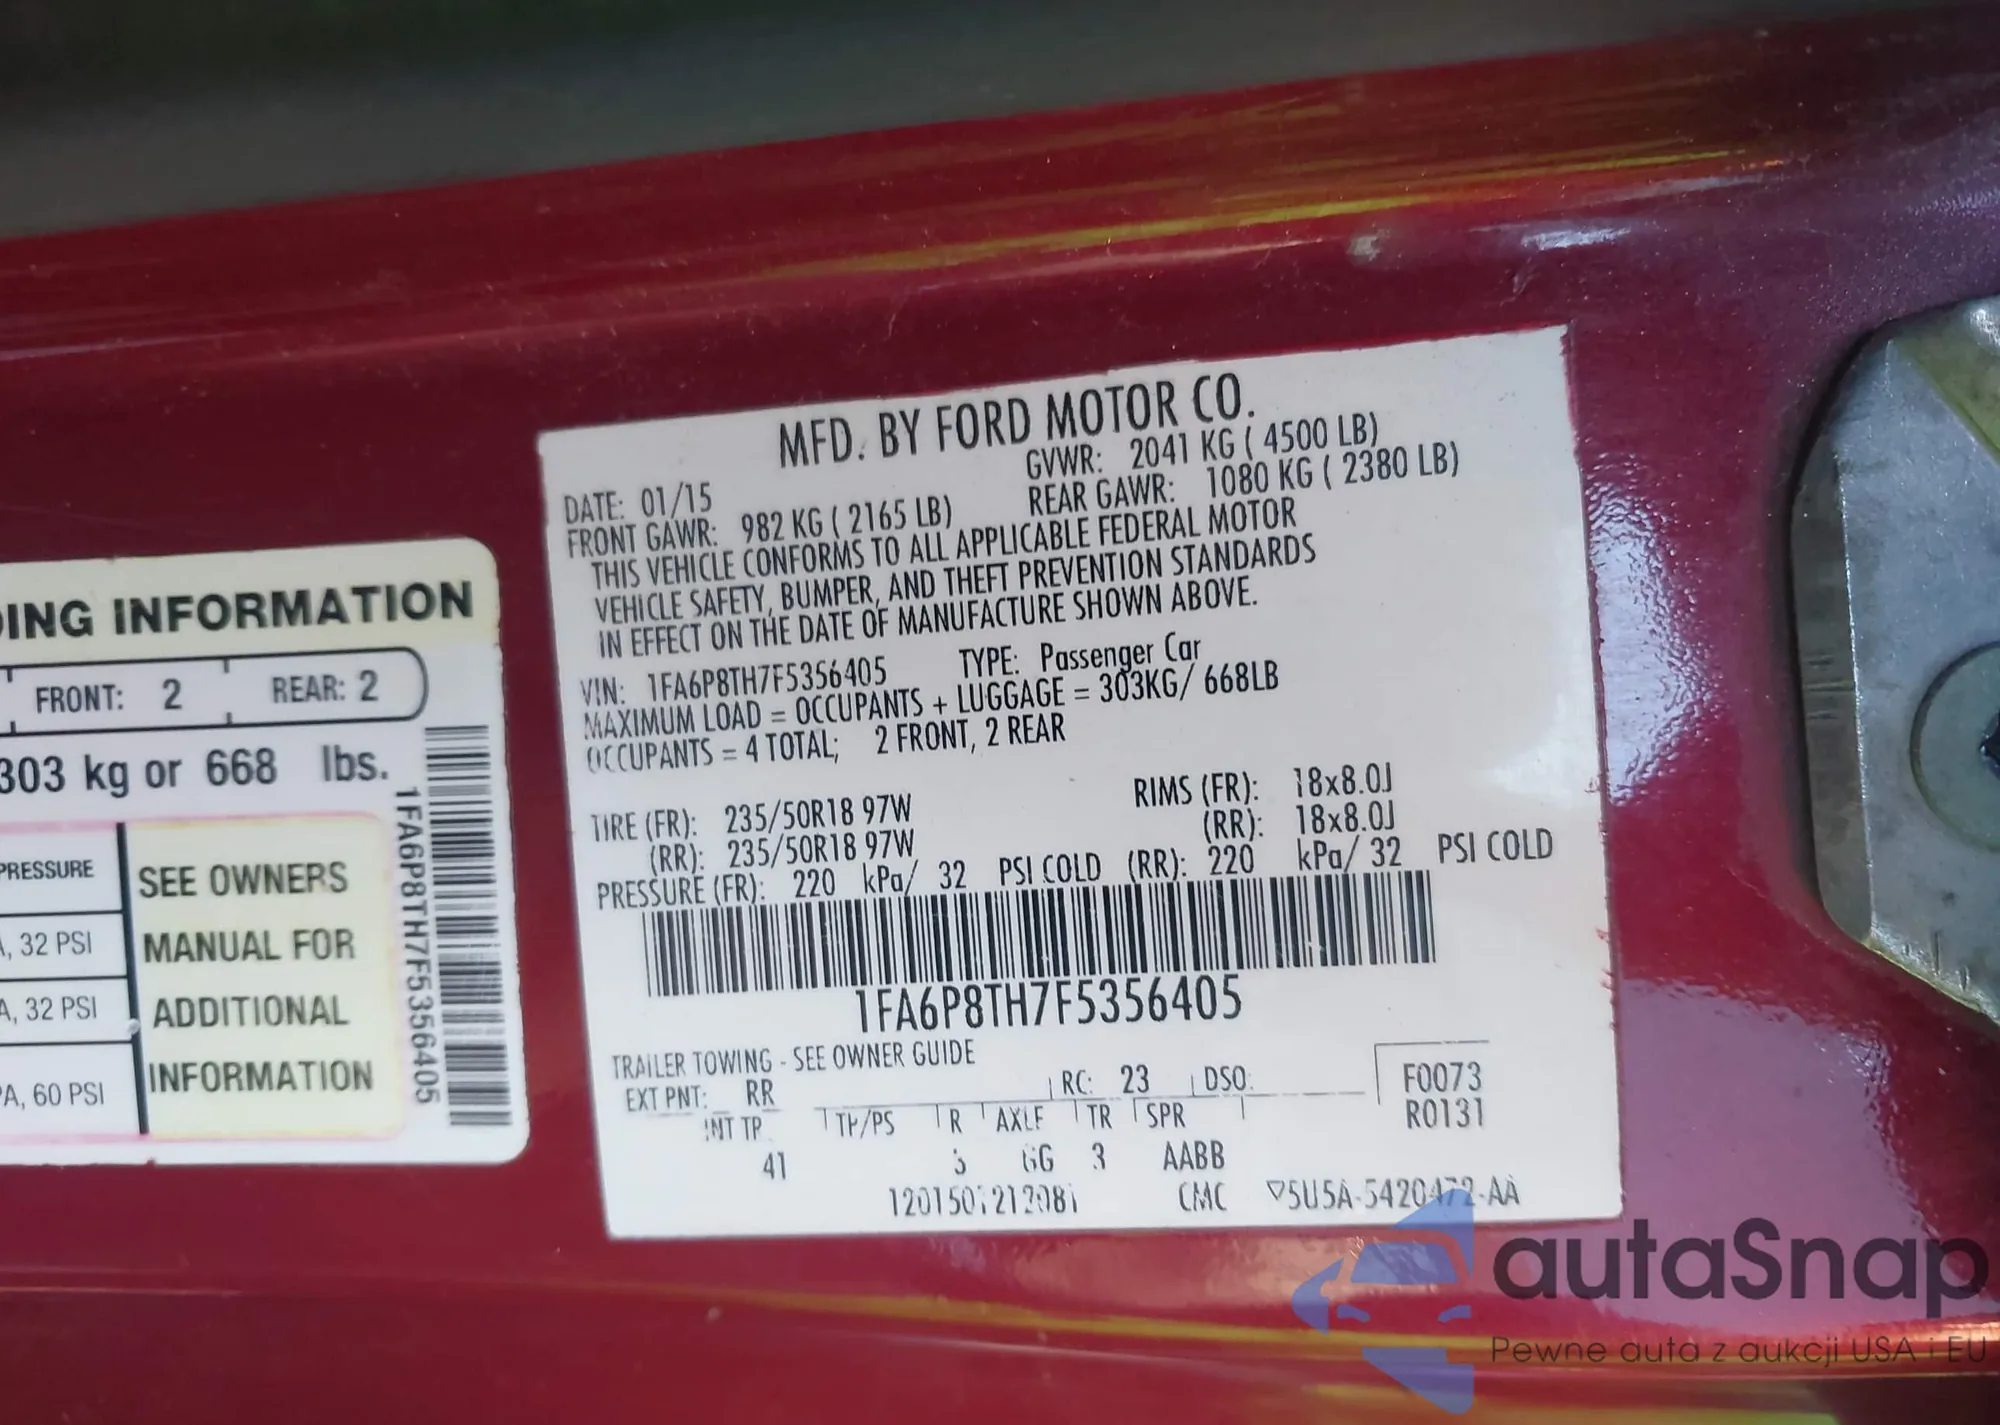 MFD. BY FORD MOTOR CO.
DATE: 01/15 GVWR: 2041 KG ( 4500 LB)
FRONT GAWR: 982 KG ( 2165 LB) REAR GAWR: 1080 KG ( 2380 LB)
THIS VEHICLE CONFORMS TO ALL APPLICABLE FEDERAL MOTOR
VEHICLE SAFETY, BUMPER, AND THEFT PREVENTION STANDARDS
IN EFFECT ON THE DATE OF MANUFACTURE SHOWN ABOVE.
VIN: 1FA6P8TH7F5356405 TYPE: Passenger Car
MAXIMUM LOAD = OCCUPANTS + LUGGAGE = 303KG/ 668LB
OCCUPANTS = 4 TOTAL; 2 FRONT, 2 REAR
TIRE (FR): 235/50R18 97W RIMS (FR): 18x8.0J
(RR): 235/50R18 97W (RR): 18x8.0J
PRESSURE (FR): 220 kPa/ 32 PSI COLD (RR): 220 kPa/ 32 PSI COLD
1FA6P8TH7F5356405
TRAILER TOWING - SEE OWNER GUIDE
EXT PNT: RR RC: 23 DSO: F0073
INT TR TP/PS R AXLE TR SPR R0131
41 GG 3 AABB
CMC 5U5A-5420472-AA
DING INFORMATION
FRONT: 2 REAR: 2
303 kg or 668 lbs.
PRESSURE
A, 32 PSI
A, 32 PSI
PA, 60 PSI
SEE OWNERS
MANUAL FOR
ADDITIONAL
INFORMATION
1FA6P8TH7F5356405
autaSnap
Pewne auta z aukcji USA i EU